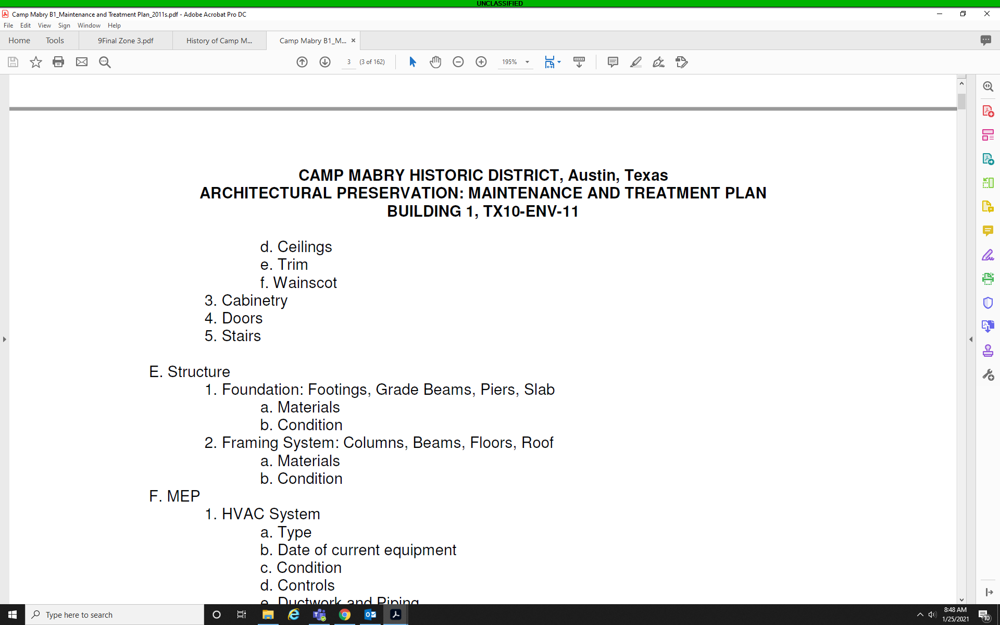 UNCLASSIFIED
Camp Mabry B1_Maintenance and Treatment Plan_2011s.pdf - Adobe Acrobat Pro DC
File Edit View Sign Window Help
Home Tools 9Final Zone 3.pdf History of Camp M... Camp Mabry B1_M... ×
3 (3 of 162) 195%
CAMP MABRY HISTORIC DISTRICT, Austin, Texas
ARCHITECTURAL PRESERVATION: MAINTENANCE AND TREATMENT PLAN
BUILDING 1, TX10-ENV-11
d. Ceilings
e. Trim
f. Wainscot
3. Cabinetry
4. Doors
5. Stairs
E. Structure
1. Foundation: Footings, Grade Beams, Piers, Slab
a. Materials
b. Condition
2. Framing System: Columns, Beams, Floors, Roof
a. Materials
b. Condition
F. MEP
1. HVAC System
a. Type
b. Date of current equipment
c. Condition
d. Controls
e. Ductwork and Piping
Type here to search
8:48 AM
1/25/2021
10